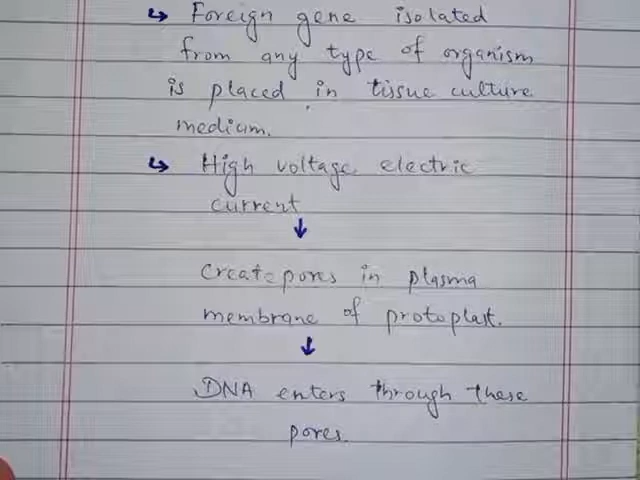 ↳ Foreign gene isolated
from any type of organism
is placed in tissue culture
medium.
↳ High voltage electric
current
↓
Create pores in plasma
membrane of protoplast.
↓
DNA enters through these
pores.